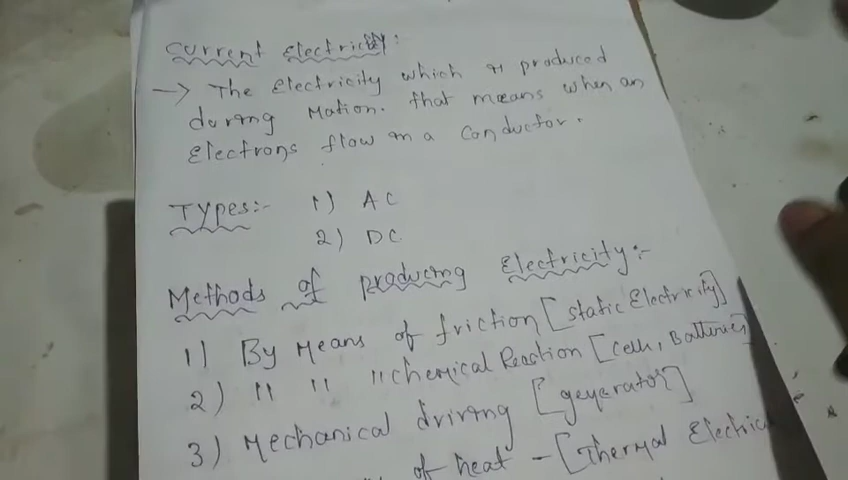 Current Electricity:-
→ The Electricity which is produced
during Motion. that means when an
Electrons flow in a Conductor.
Types:- 1) AC
2) DC
Methods of producing Electricity:-
1) By Means of friction [static Electricity]
2) " " " chemical Reaction [cells, Batteries]
3) Mechanical driving [generator]
of heat - [Thermal Electric